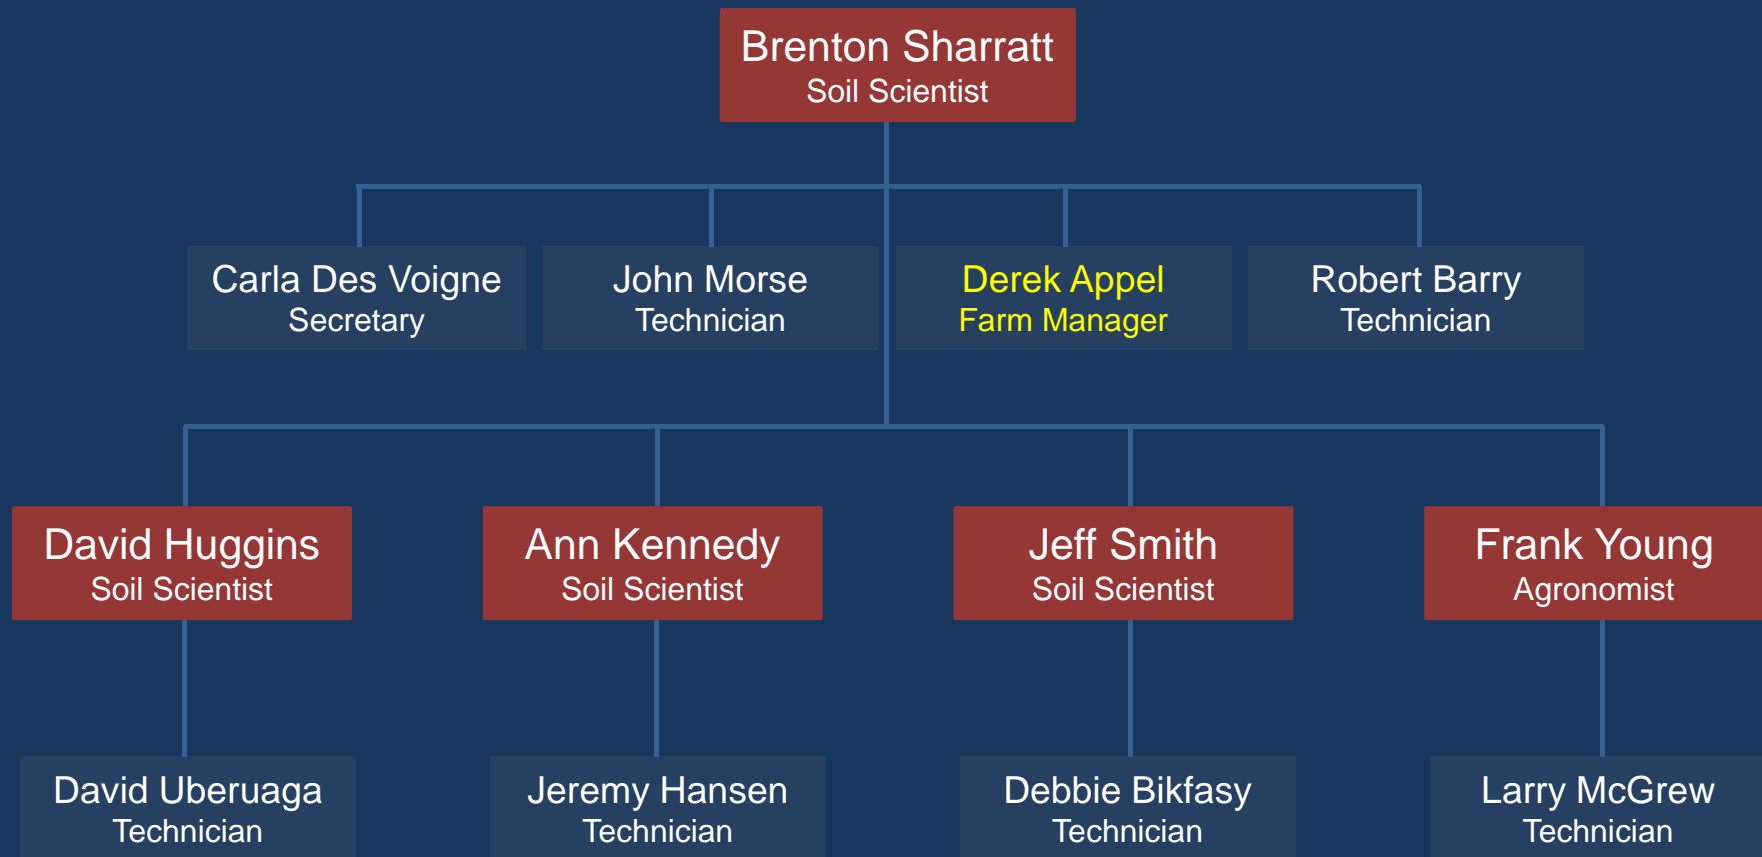 Brenton Sharratt
Soil Scientist
Carla Des Voigne
Secretary
John Morse
Technician
Derek Appel
Farm Manager
Robert Barry
Technician
David Huggins
Soil Scientist
Ann Kennedy
Soil Scientist
Jeff Smith
Soil Scientist
Frank Young
Agronomist
David Uberuaga
Technician
Jeremy Hansen
Technician
Debbie Bikfasy
Technician
Larry McGrew
Technician